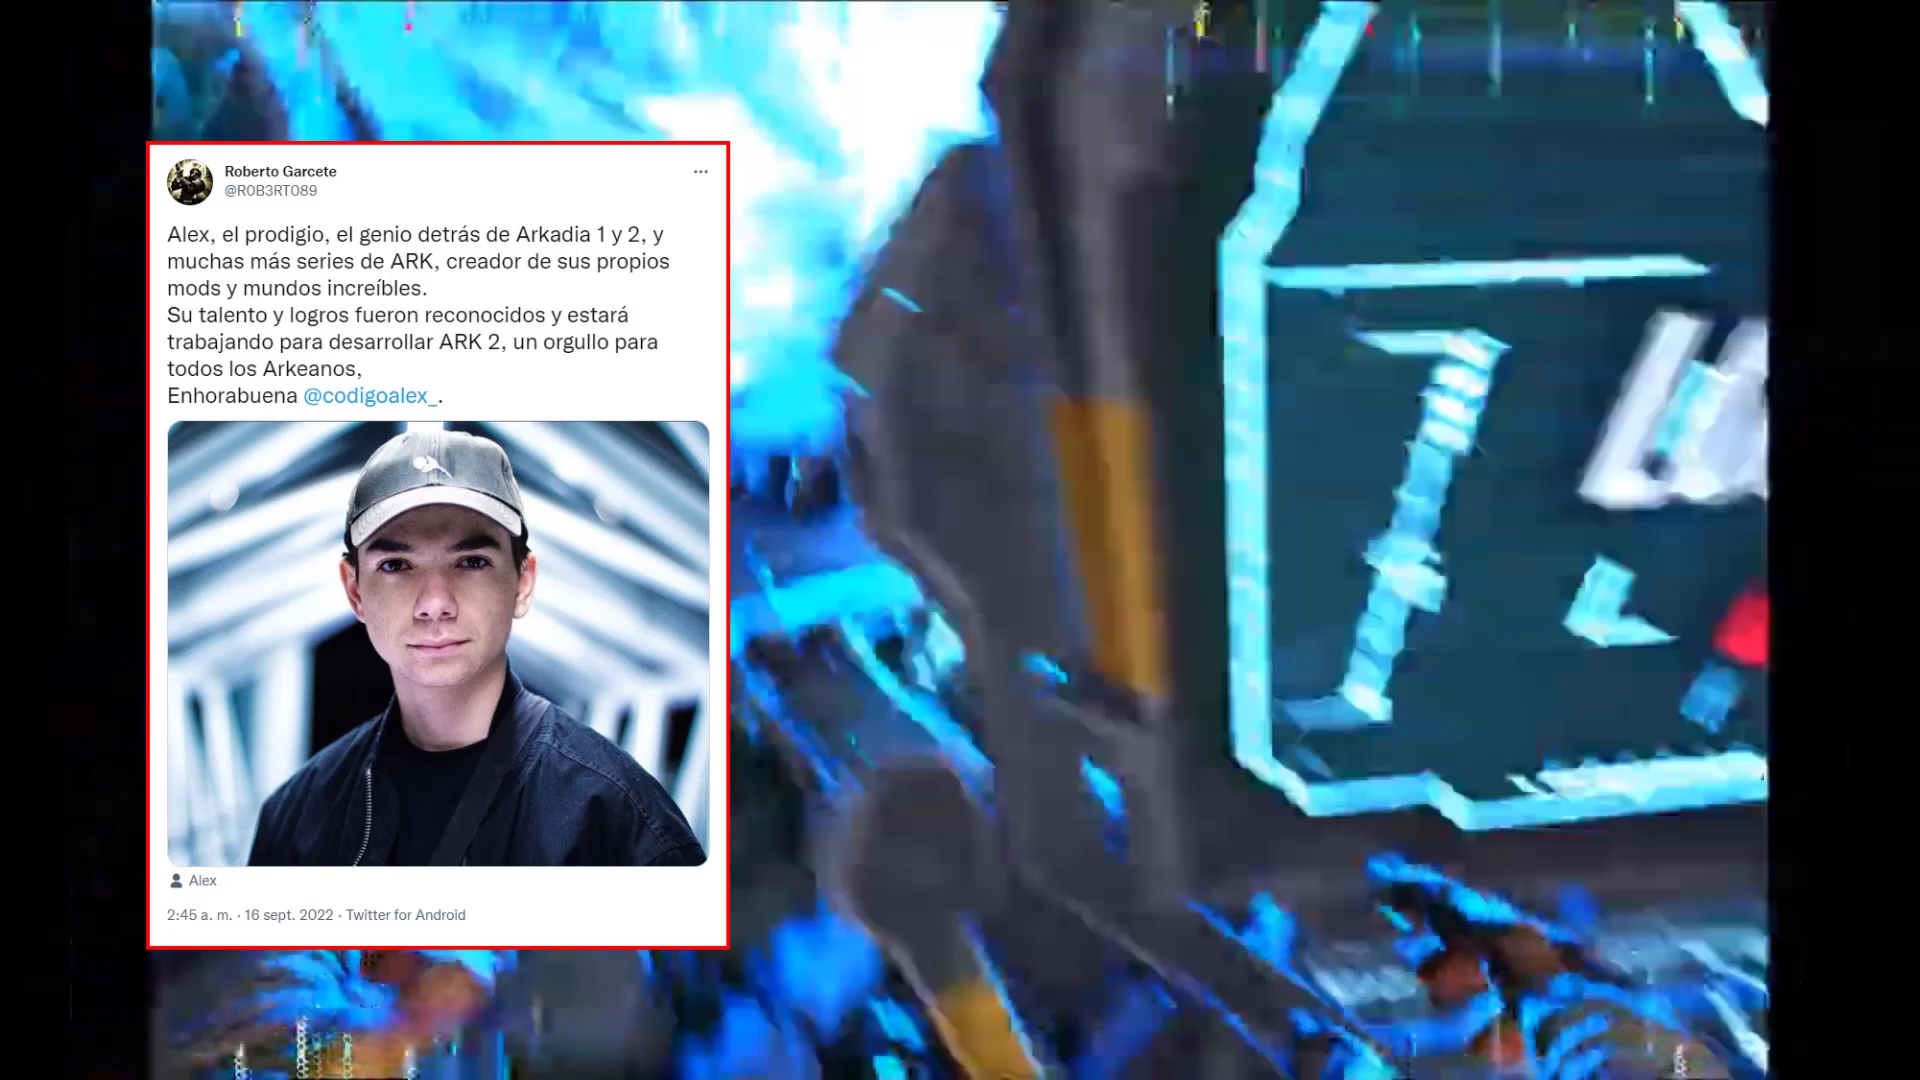 Roberto Garcete
@R0B3RT089
Alex, el prodigio, el genio detrás de Arkadia 1 y 2, y
muchas más series de ARK, creador de sus propios
mods y mundos increíbles.
Su talento y logros fueron reconocidos y estará
trabajando para desarrollar ARK 2, un orgullo para
todos los Arkeanos,
Enhorabuena @codigoalex_.
Alex
2:45 a. m. · 16 sept. 2022 · Twitter for Android